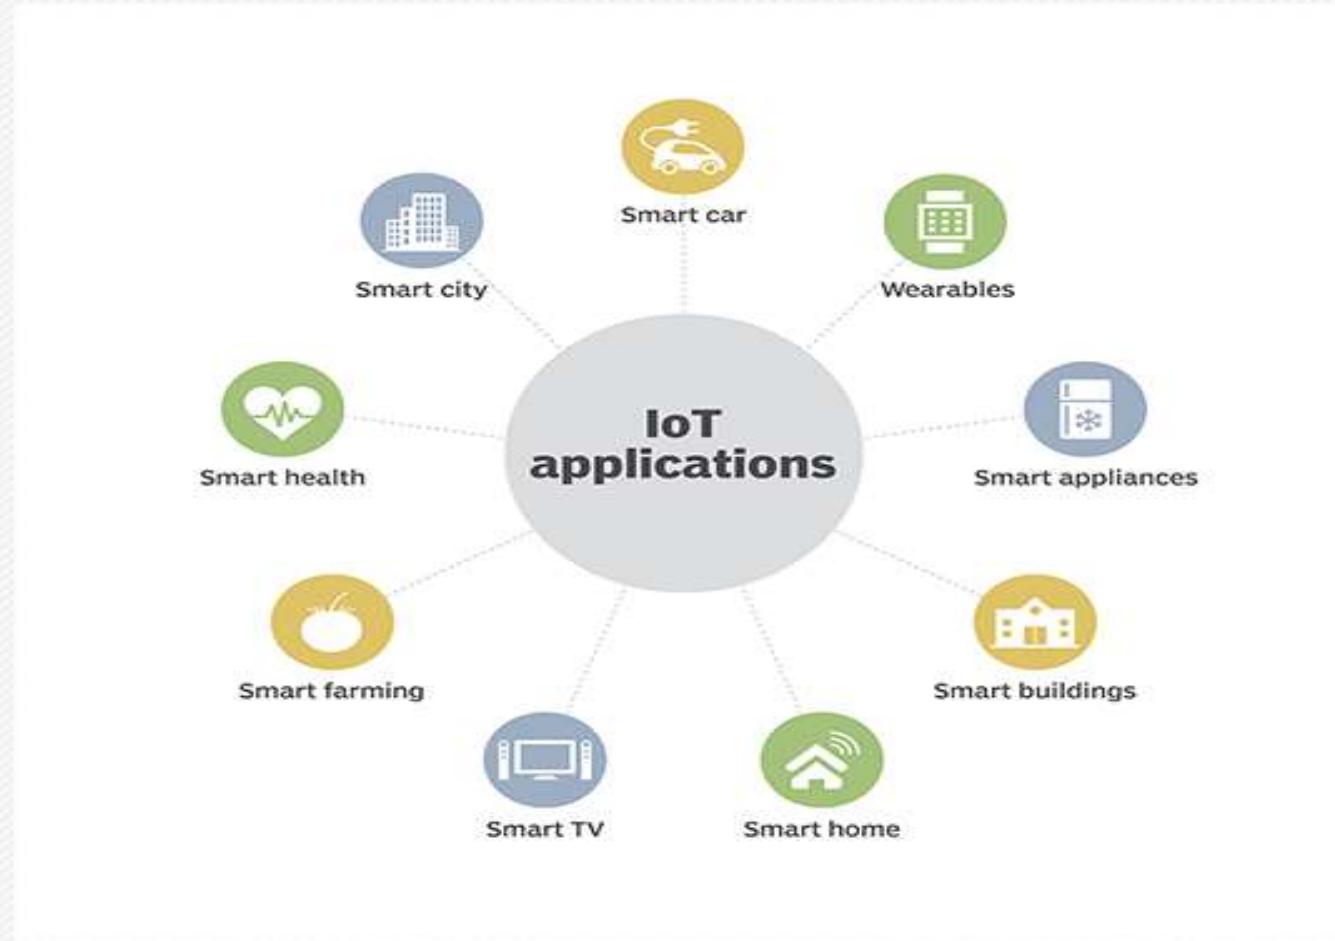 Smart car
Smart city
Wearables
IoT
applications
Smart health
Smart appliances
Smart farming
Smart buildings
Smart TV
Smart home